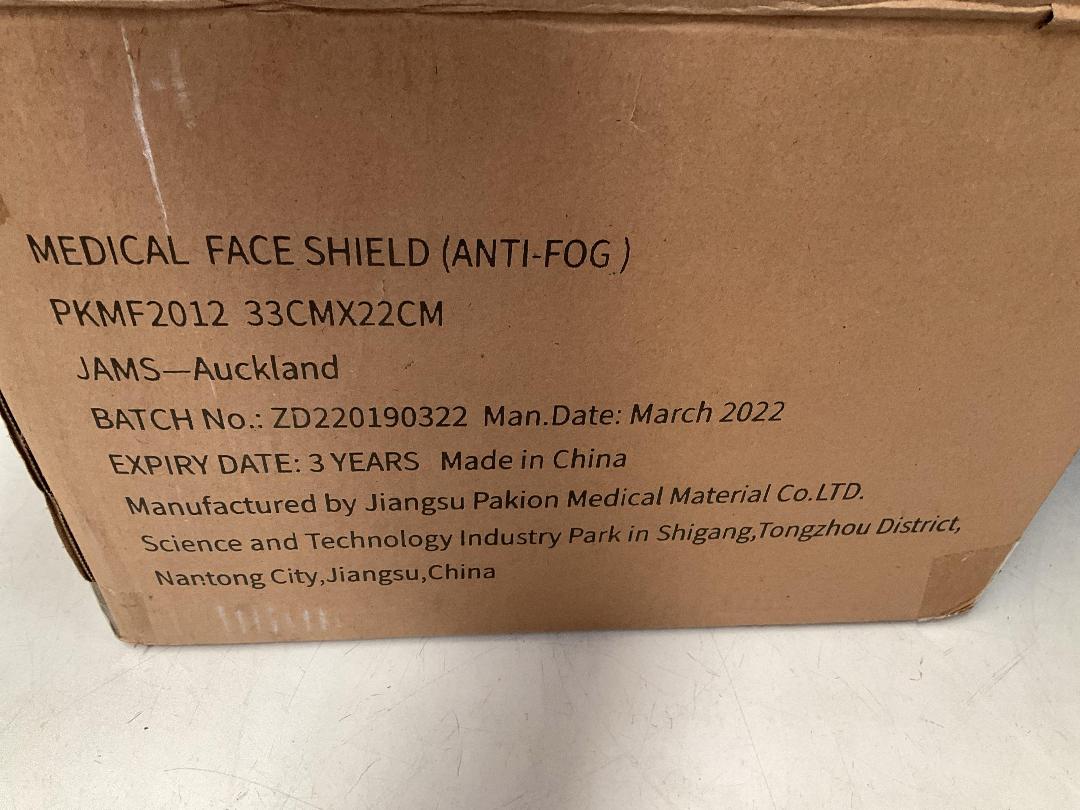 MEDICAL FACE SHIELD (ANTI-FOG )
PKMF2012 33CMX22CM
JAMS—Auckland
BATCH No.: ZD220190322 Man.Date: March 2022
EXPIRY DATE: 3 YEARS Made in China
Manufactured by Jiangsu Pakion Medical Material Co.LTD.
Science and Technology Industry Park in Shigang,Tongzhou District,
Nantong City,Jiangsu,China